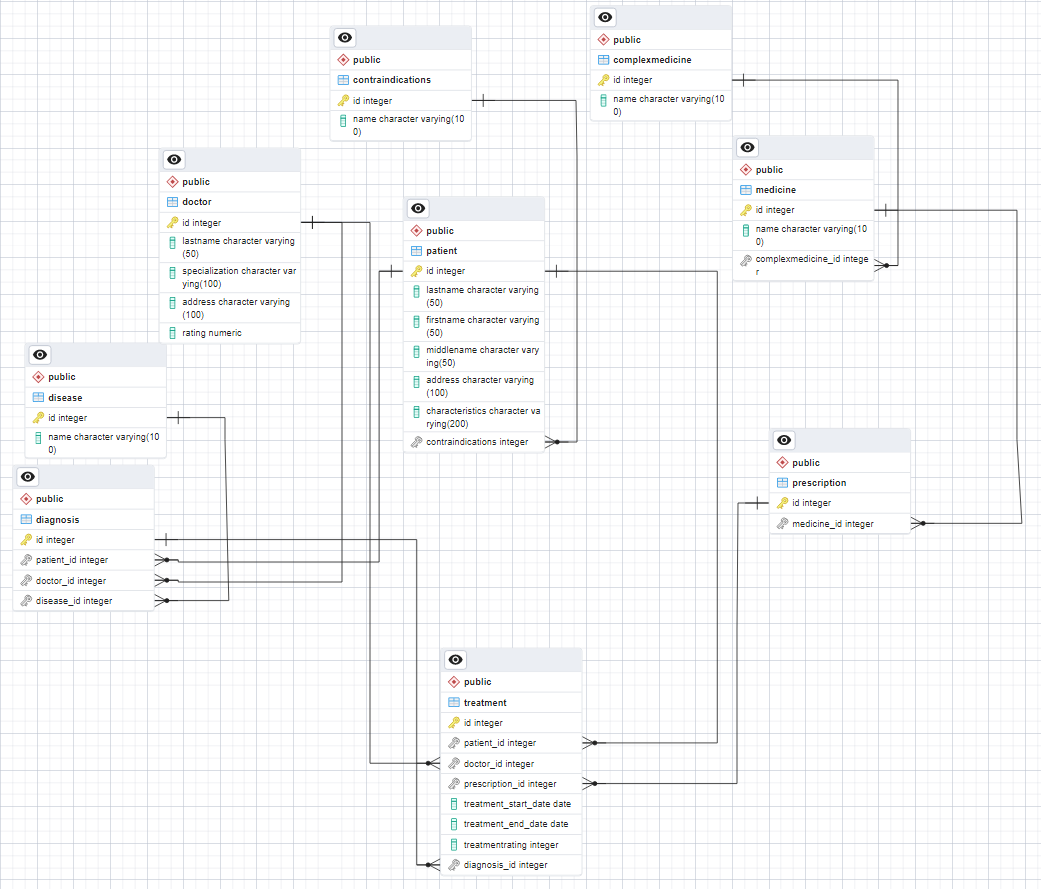 public
complexmedicine
id integer
name character varying(10
0)
public
contraindications
id integer
name character varying(10
0)
public
medicine
id integer
name character varying(10
0)
complexmedicine_id intege
r
public
doctor
id integer
lastname character varying
(50)
specialization character var
ying(100)
address character varying
(100)
rating numeric
public
patient
id integer
lastname character varying
(50)
firstname character varying
(50)
middlename character vary
ing(50)
address character varying
(100)
characteristics character va
rying(200)
contraindications integer
public
disease
id integer
name character varying(10
0)
public
diagnosis
id integer
patient_id integer
doctor_id integer
disease_id integer
public
prescription
id integer
medicine_id integer
public
treatment
id integer
patient_id integer
doctor_id integer
prescription_id integer
treatment_start_date date
treatment_end_date date
treatmentrating integer
diagnosis_id integer